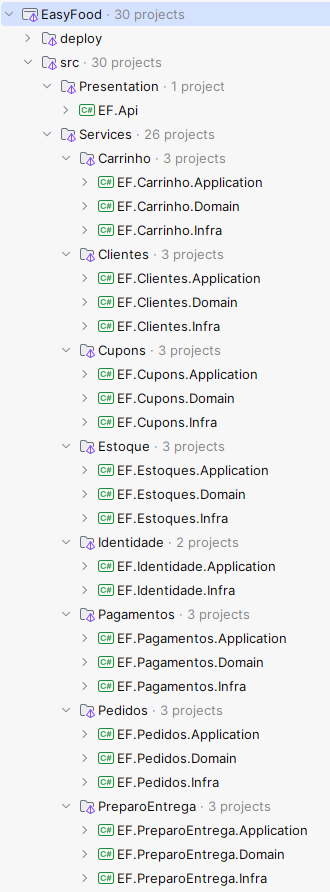 EasyFood · 30 projects
deploy
src · 30 projects
Presentation · 1 project
C# EF.Api
Services · 26 projects
Carrinho · 3 projects
C# EF.Carrinho.Application
C# EF.Carrinho.Domain
C# EF.Carrinho.Infra
Clientes · 3 projects
C# EF.Clientes.Application
C# EF.Clientes.Domain
C# EF.Clientes.Infra
Cupons · 3 projects
C# EF.Cupons.Application
C# EF.Cupons.Domain
C# EF.Cupons.Infra
Estoque · 3 projects
C# EF.Estoques.Application
C# EF.Estoques.Domain
C# EF.Estoques.Infra
Identidade · 2 projects
C# EF.Identidade.Application
C# EF.Identidade.Infra
Pagamentos · 3 projects
C# EF.Pagamentos.Application
C# EF.Pagamentos.Domain
C# EF.Pagamentos.Infra
Pedidos · 3 projects
C# EF.Pedidos.Application
C# EF.Pedidos.Domain
C# EF.Pedidos.Infra
PreparoEntrega · 3 projects
C# EF.PreparoEntrega.Application
C# EF.PreparoEntrega.Domain
C# EF.PreparoEntrega.Infra